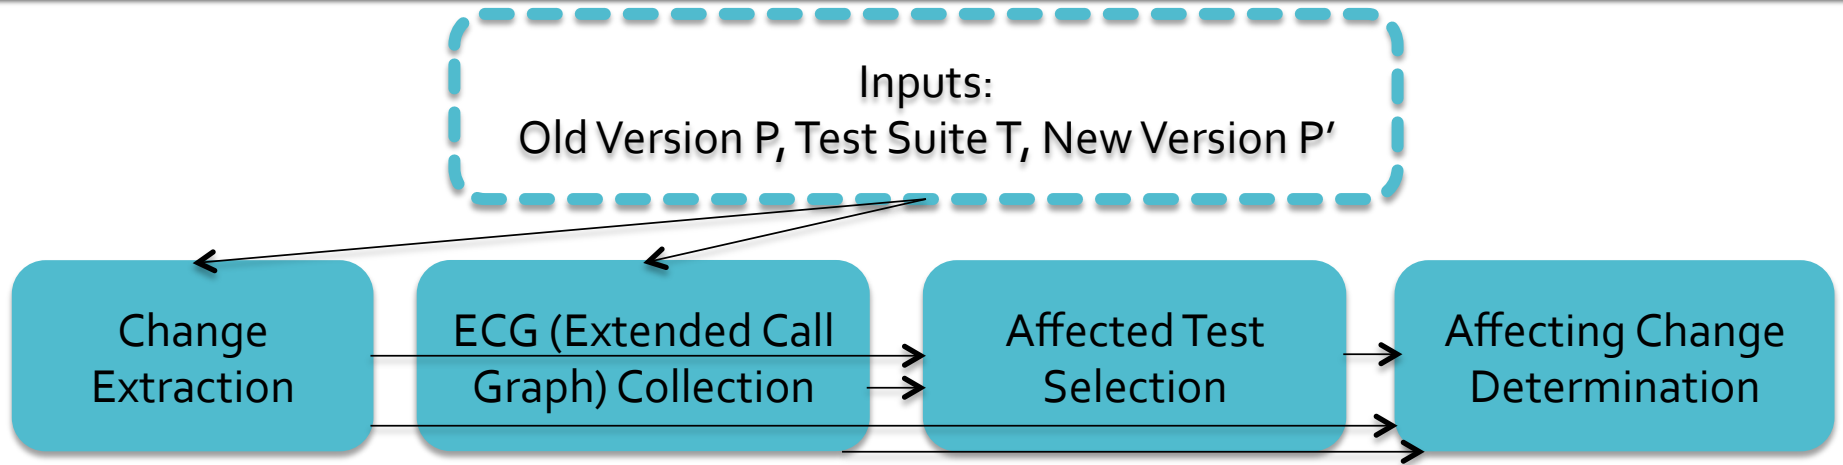 Inputs:
Old Version P, Test Suite T, New Version P’
Change
Extraction
ECG (Extended Call
Graph) Collection
Affected Test
Selection
Affecting Change
Determination